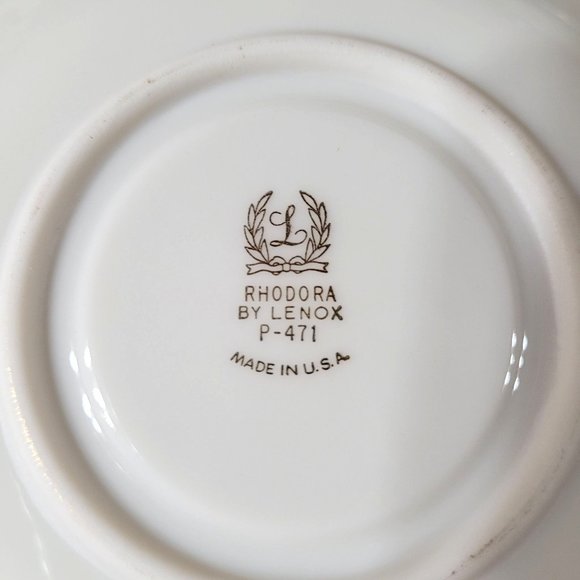 L
RHODORA
BY LENOX
P-471
MADE IN U.S.A.